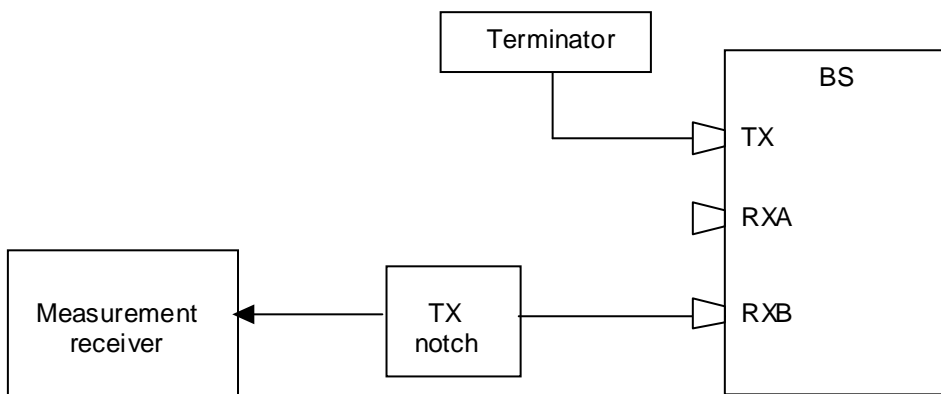 Terminator
BS
TX
RXA
Measurement
receiver
TX
notch
RXB